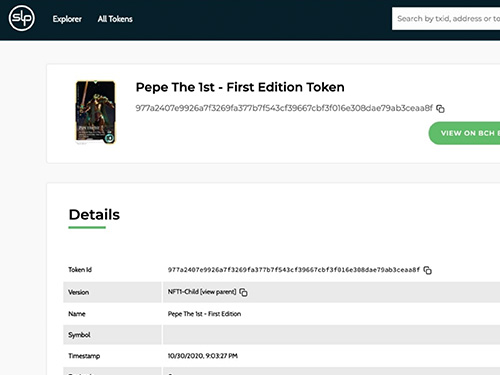 slp
Explorer
All Tokens
Search by txid, address or to
Pepe The 1st - First Edition Token
977a2407e9926a7f3269fa377b7f543cf39667cbf3f016e308dae79ab3ceaa8f
VIEW ON BCH
Details
Token Id 977a2407e9926a7f3269fa377b7f543cf39667cbf3f016e308dae79ab3ceaa8f
Version NFT1-Child (view parent)
Name Pepe The 1st - First Edition
Symbol
Timestamp 10/30/2020, 9:03:27 PM